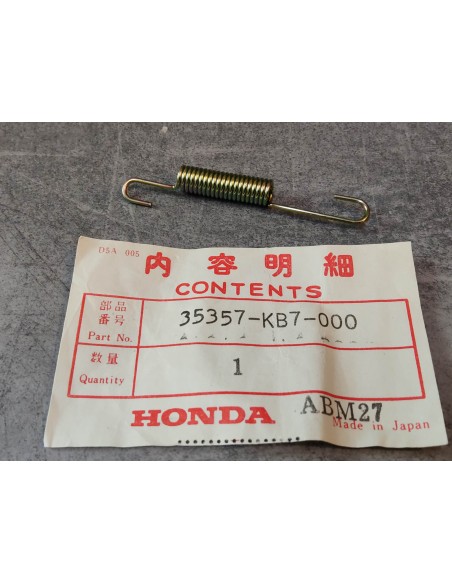 DSA 005
内容明細
CONTENTS
部品
番号
Part No.
35357-KB7-000
数量
Quantity
1
HONDA
ABM27
Made in Japan